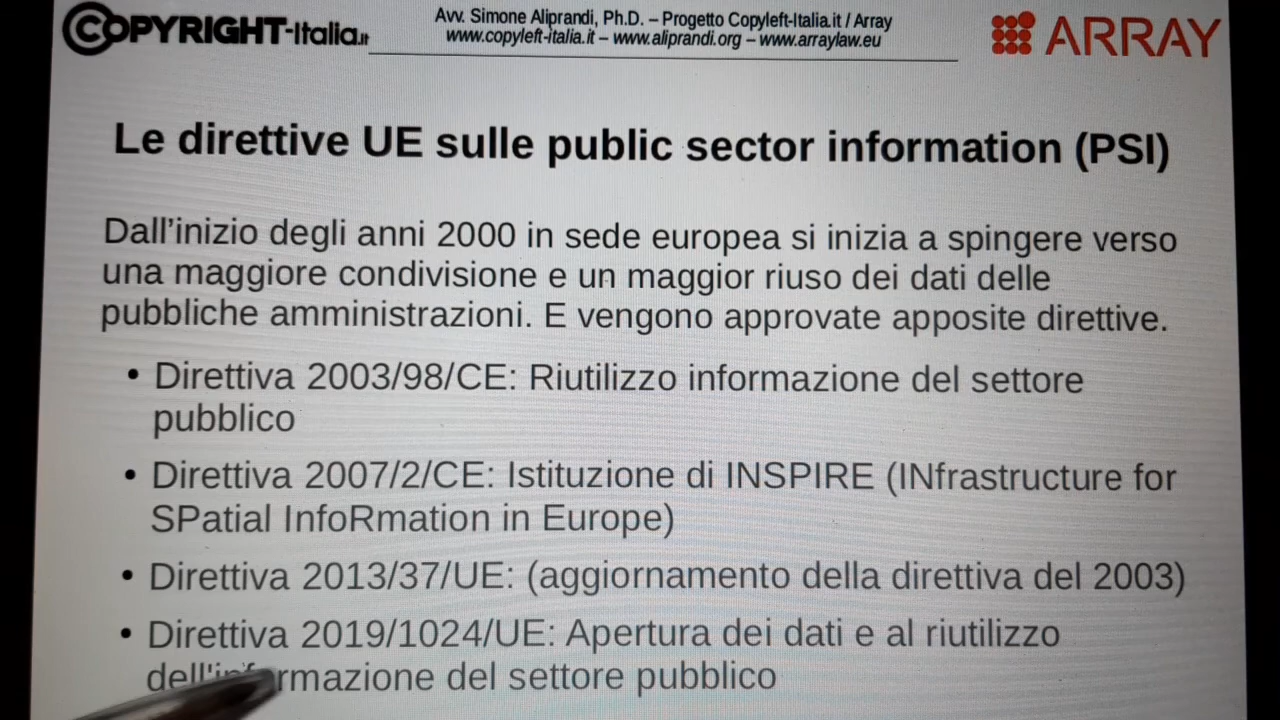 COPYRIGHT-Italia.it
Avv. Simone Aliprandi, Ph.D. – Progetto Copyleft-Italia.it / Array
www.copyleft-italia.it – www.aliprandi.org – www.arraylaw.eu
ARRAY
Le direttive UE sulle public sector information (PSI)
Dall'inizio degli anni 2000 in sede europea si inizia a spingere verso
una maggiore condivisione e un maggior riuso dei dati delle
pubbliche amministrazioni. E vengono approvate apposite direttive.
• Direttiva 2003/98/CE: Riutilizzo informazione del settore
pubblico
• Direttiva 2007/2/CE: Istituzione di INSPIRE (INfrastructure for
SPatial InfoRmation in Europe)
• Direttiva 2013/37/UE: (aggiornamento della direttiva del 2003)
• Direttiva 2019/1024/UE: Apertura dei dati e al riutilizzo
dell'informazione del settore pubblico